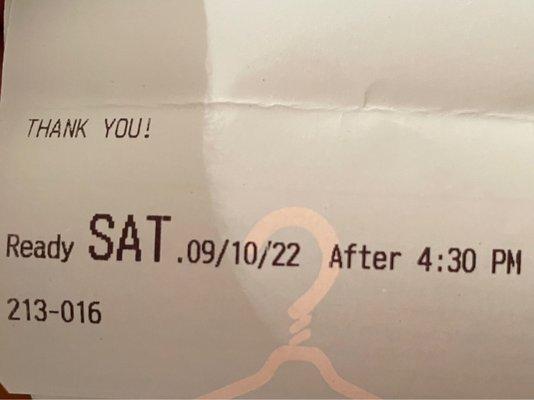 THANK YOU!
Ready SAT.09/10/22 After 4:30 PM
213-016